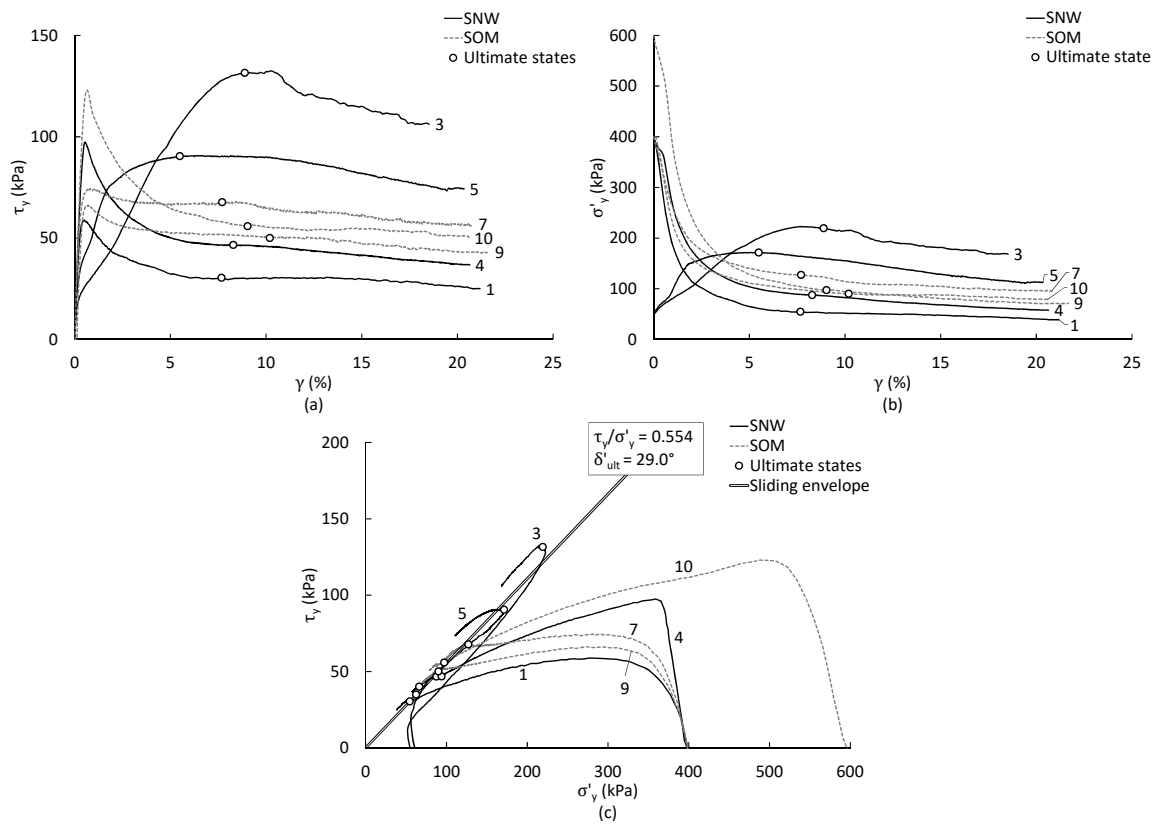 SNW
SOM
Ultimate states
150
100
50
0
τy (kPa)
3
5
7
10
9
4
1
0 5 10 15 20 25
γ (%)
(a)
SNW
SOM
Ultimate state
600
500
400
300
200
100
0
σ'y (kPa)
3
5
7
10
9
4
1
0 5 10 15 20 25
γ (%)
(b)
τy/σ'y = 0.554
δ'ult = 29.0°
SNW
SOM
Ultimate states
Sliding envelope
200
150
100
50
0
τy (kPa)
3
10
5
7
4
1
9
0 100 200 300 400 500 600
σ'y (kPa)
(c)